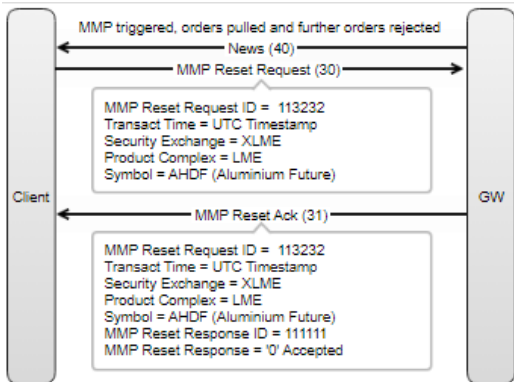 MMP triggered, orders pulled and further orders rejected
News (40)
MMP Reset Request (30)
MMP Reset Request ID = 113232
Transact Time = UTC Timestamp
Security Exchange = XLME
Product Complex = LME
Symbol = AHDF (Aluminium Future)
Client
GW
MMP Reset Ack (31)
MMP Reset Request ID = 113232
Transact Time = UTC Timestamp
Security Exchange = XLME
Product Complex = LME
Symbol = AHDF (Aluminium Future)
MMP Reset Response ID = 111111
MMP Reset Response = '0' Accepted